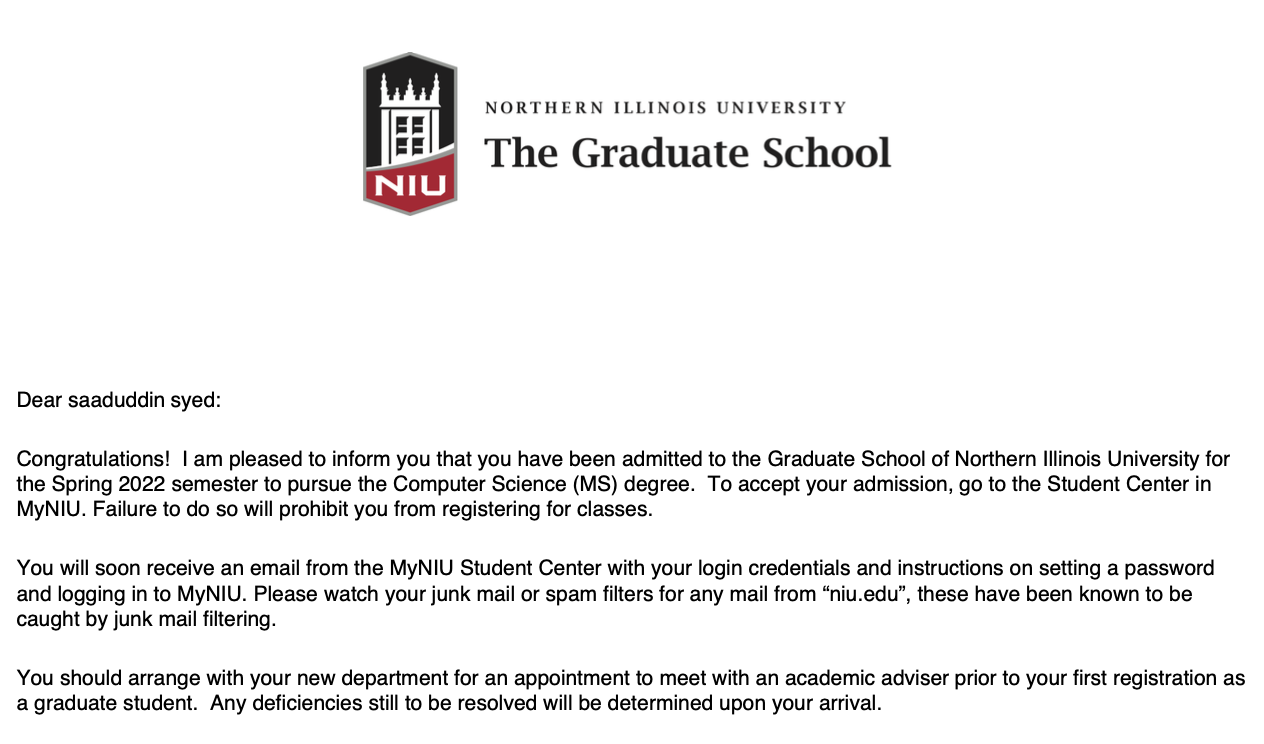 NORTHERN ILLINOIS UNIVERSITY
The Graduate School
NIU
Dear saaduddin syed:
Congratulations!  I am pleased to inform you that you have been admitted to the Graduate School of Northern Illinois University for
the Spring 2022 semester to pursue the Computer Science (MS) degree.  To accept your admission, go to the Student Center in
MyNIU. Failure to do so will prohibit you from registering for classes.
You will soon receive an email from the MyNIU Student Center with your login credentials and instructions on setting a password
and logging in to MyNIU. Please watch your junk mail or spam filters for any mail from “niu.edu”, these have been known to be
caught by junk mail filtering.
You should arrange with your new department for an appointment to meet with an academic adviser prior to your first registration as
a graduate student.  Any deficiencies still to be resolved will be determined upon your arrival.